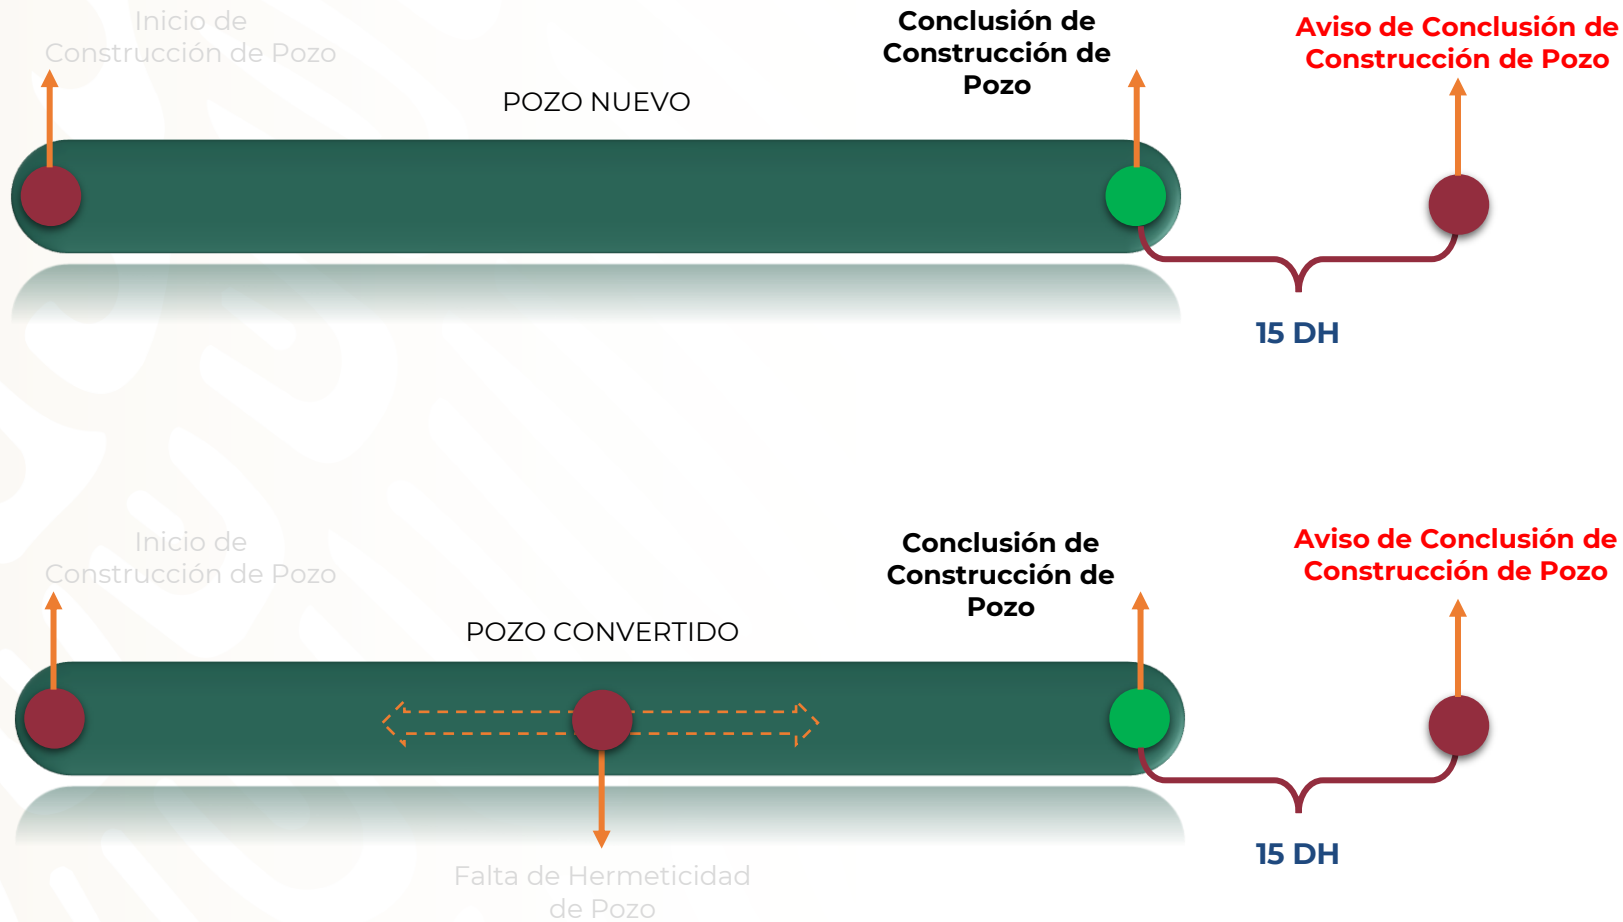 Inicio de
Construcción de Pozo
POZO NUEVO
Conclusión de
Construcción de
Pozo
Aviso de Conclusión de
Construcción de Pozo
15 DH
Inicio de
Construcción de Pozo
POZO CONVERTIDO
Conclusión de
Construcción de
Pozo
Aviso de Conclusión de
Construcción de Pozo
15 DH
Falta de Hermeticidad
de Pozo